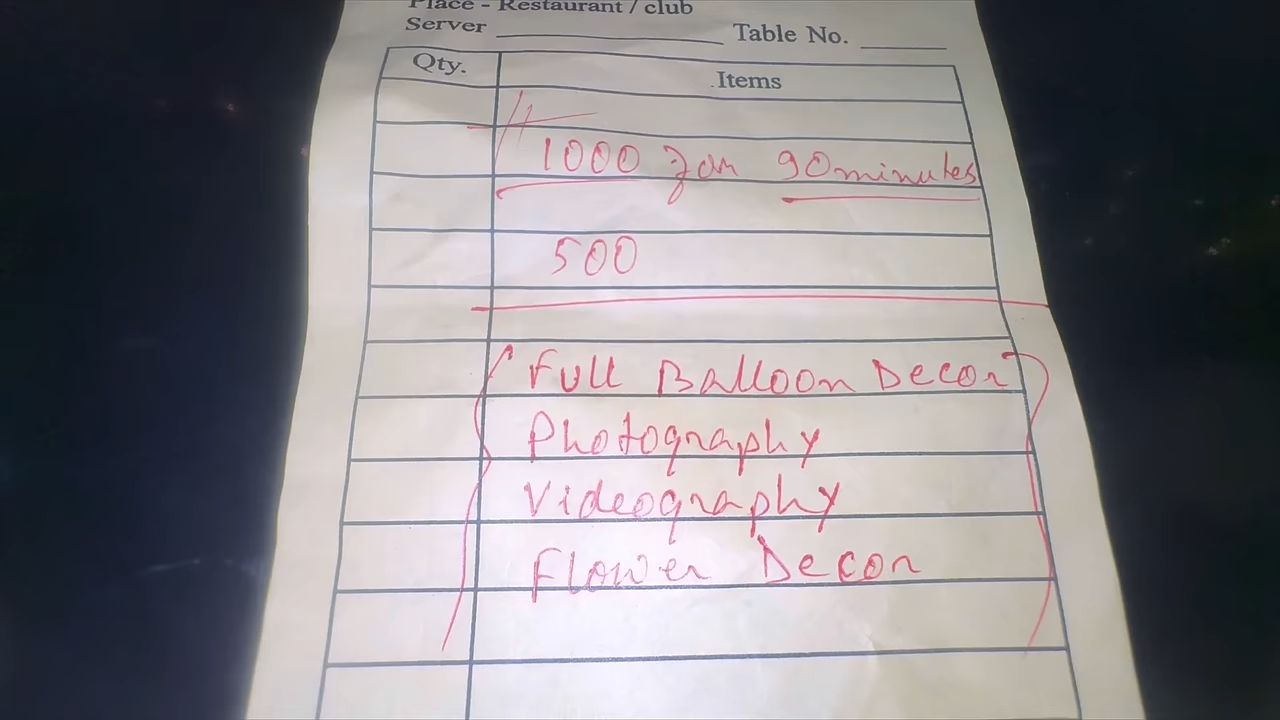 Place - Restaurant / club
Server Table No.
Qty. Items
1000 for 90minutes
500
Full Balloon Decor
Photography
Videography
Flower Decor